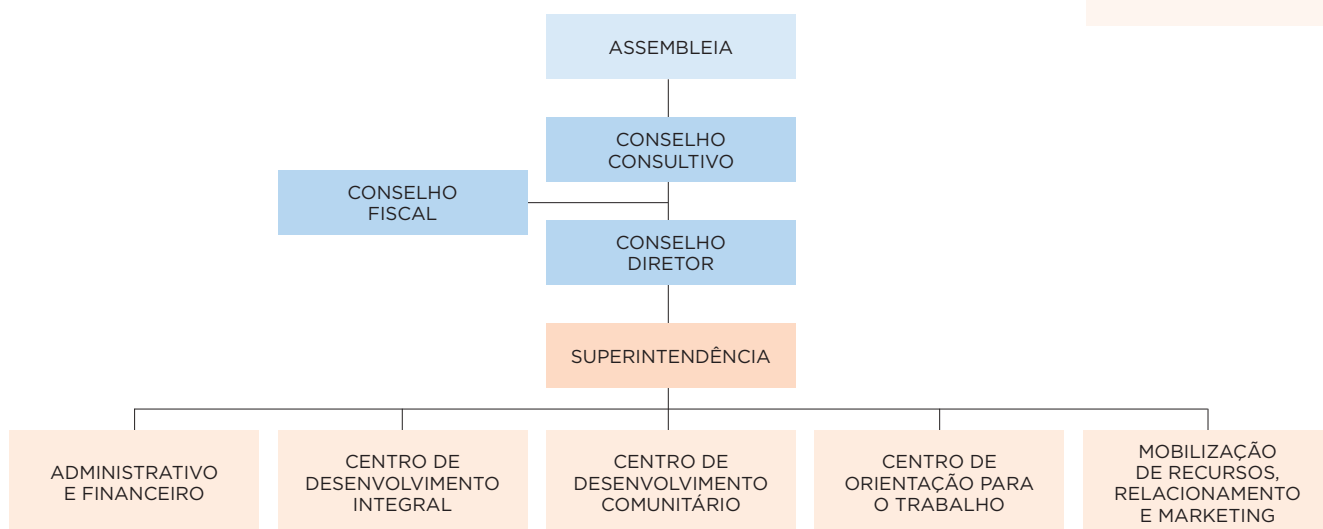 ASSEMBLEIA
CONSELHO
CONSULTIVO
CONSELHO
FISCAL
CONSELHO
DIRETOR
SUPERINTENDÊNCIA
ADMINISTRATIVO
E FINANCEIRO
CENTRO DE
DESENVOLVIMENTO
INTEGRAL
CENTRO DE
DESENVOLVIMENTO
COMUNITÁRIO
CENTRO DE
ORIENTAÇÃO PARA
O TRABALHO
MOBILIZAÇÃO
DE RECURSOS,
RELACIONAMENTO
E MARKETING